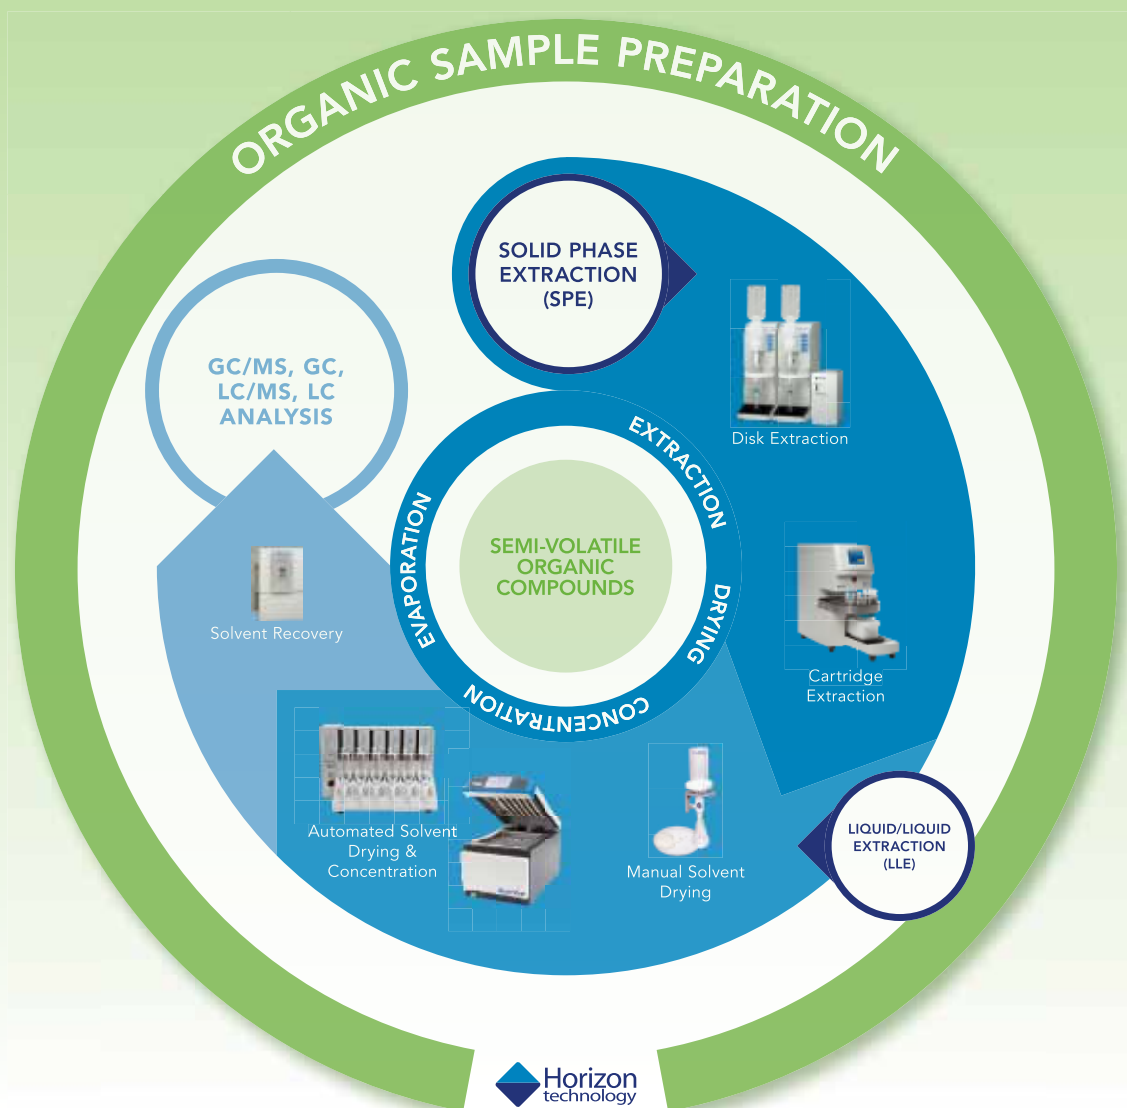 ORGANIC SAMPLE PREPARATION
SOLID PHASE
EXTRACTION
(SPE)
GC/MS, GC,
LC/MS, LC
ANALYSIS
Disk Extraction
EXTRACTION
DRYING
CONCENTRATION
EVAPORATION
SEMI-VOLATILE
ORGANIC
COMPOUNDS
Cartridge
Extraction
Solvent Recovery
LIQUID/LIQUID
EXTRACTION
(LLE)
Manual Solvent
Drying
Automated Solvent
Drying &
Concentration
Horizon
technology